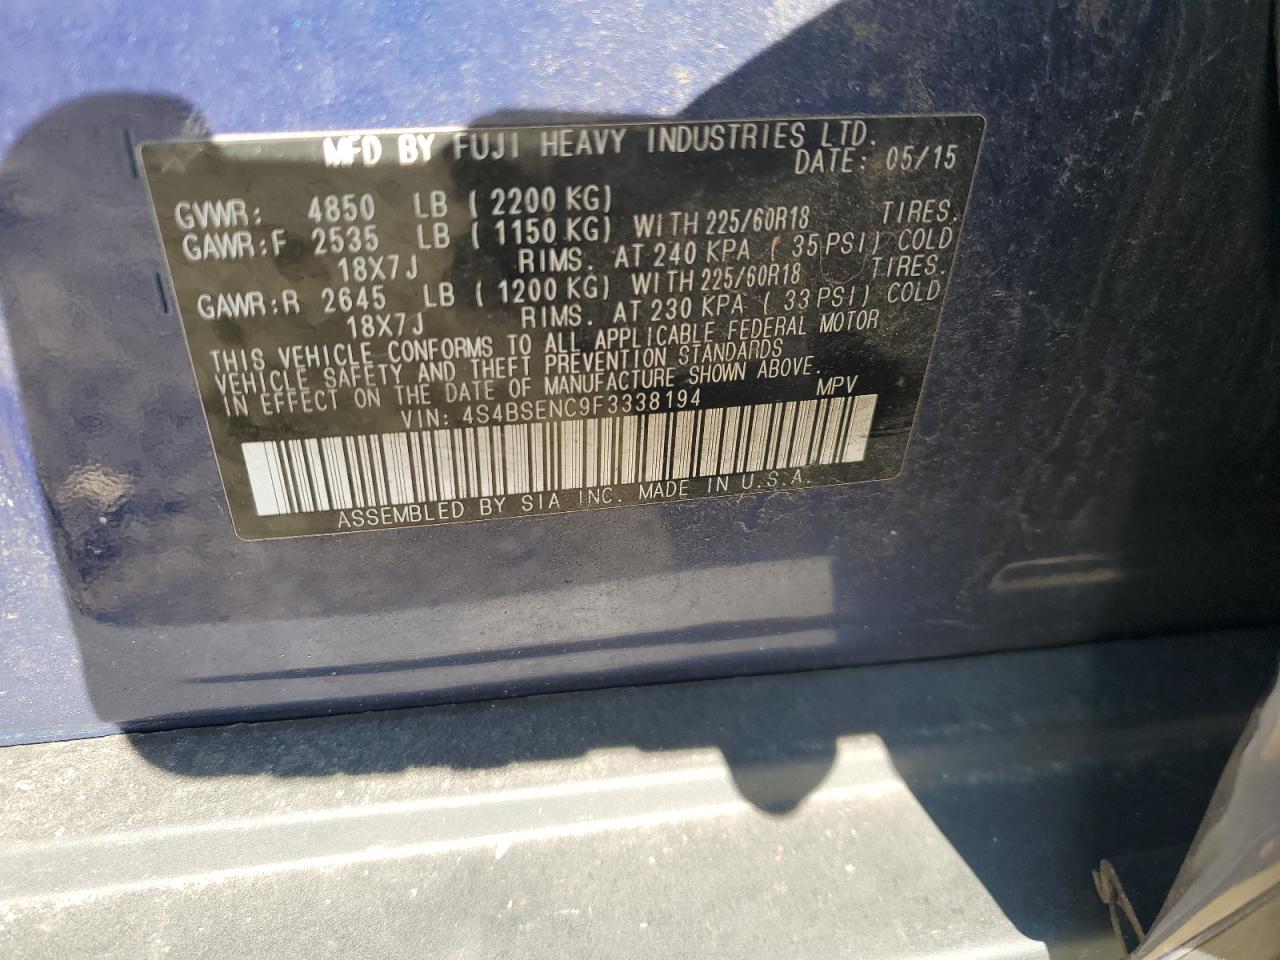 MFD BY FUJI HEAVY INDUSTRIES LTD.
DATE: 05/15
GVWR: 4850 LB ( 2200 KG)
GAWR:F 2535 LB ( 1150 KG) WITH 225/60R18 TIRES.
18X7J RIMS. AT 240 KPA ( 35 PSI) COLD
GAWR:R 2645 LB ( 1200 KG) WITH 225/60R18 TIRES.
18X7J RIMS. AT 230 KPA ( 33 PSI) COLD
THIS VEHICLE CONFORMS TO ALL APPLICABLE FEDERAL MOTOR
VEHICLE SAFETY AND THEFT PREVENTION STANDARDS
IN EFFECT ON THE DATE OF MANUFACTURE SHOWN ABOVE.
VIN: 4S4BSENC9F3338194 MPV
ASSEMBLED BY SIA INC. MADE IN U.S.A.